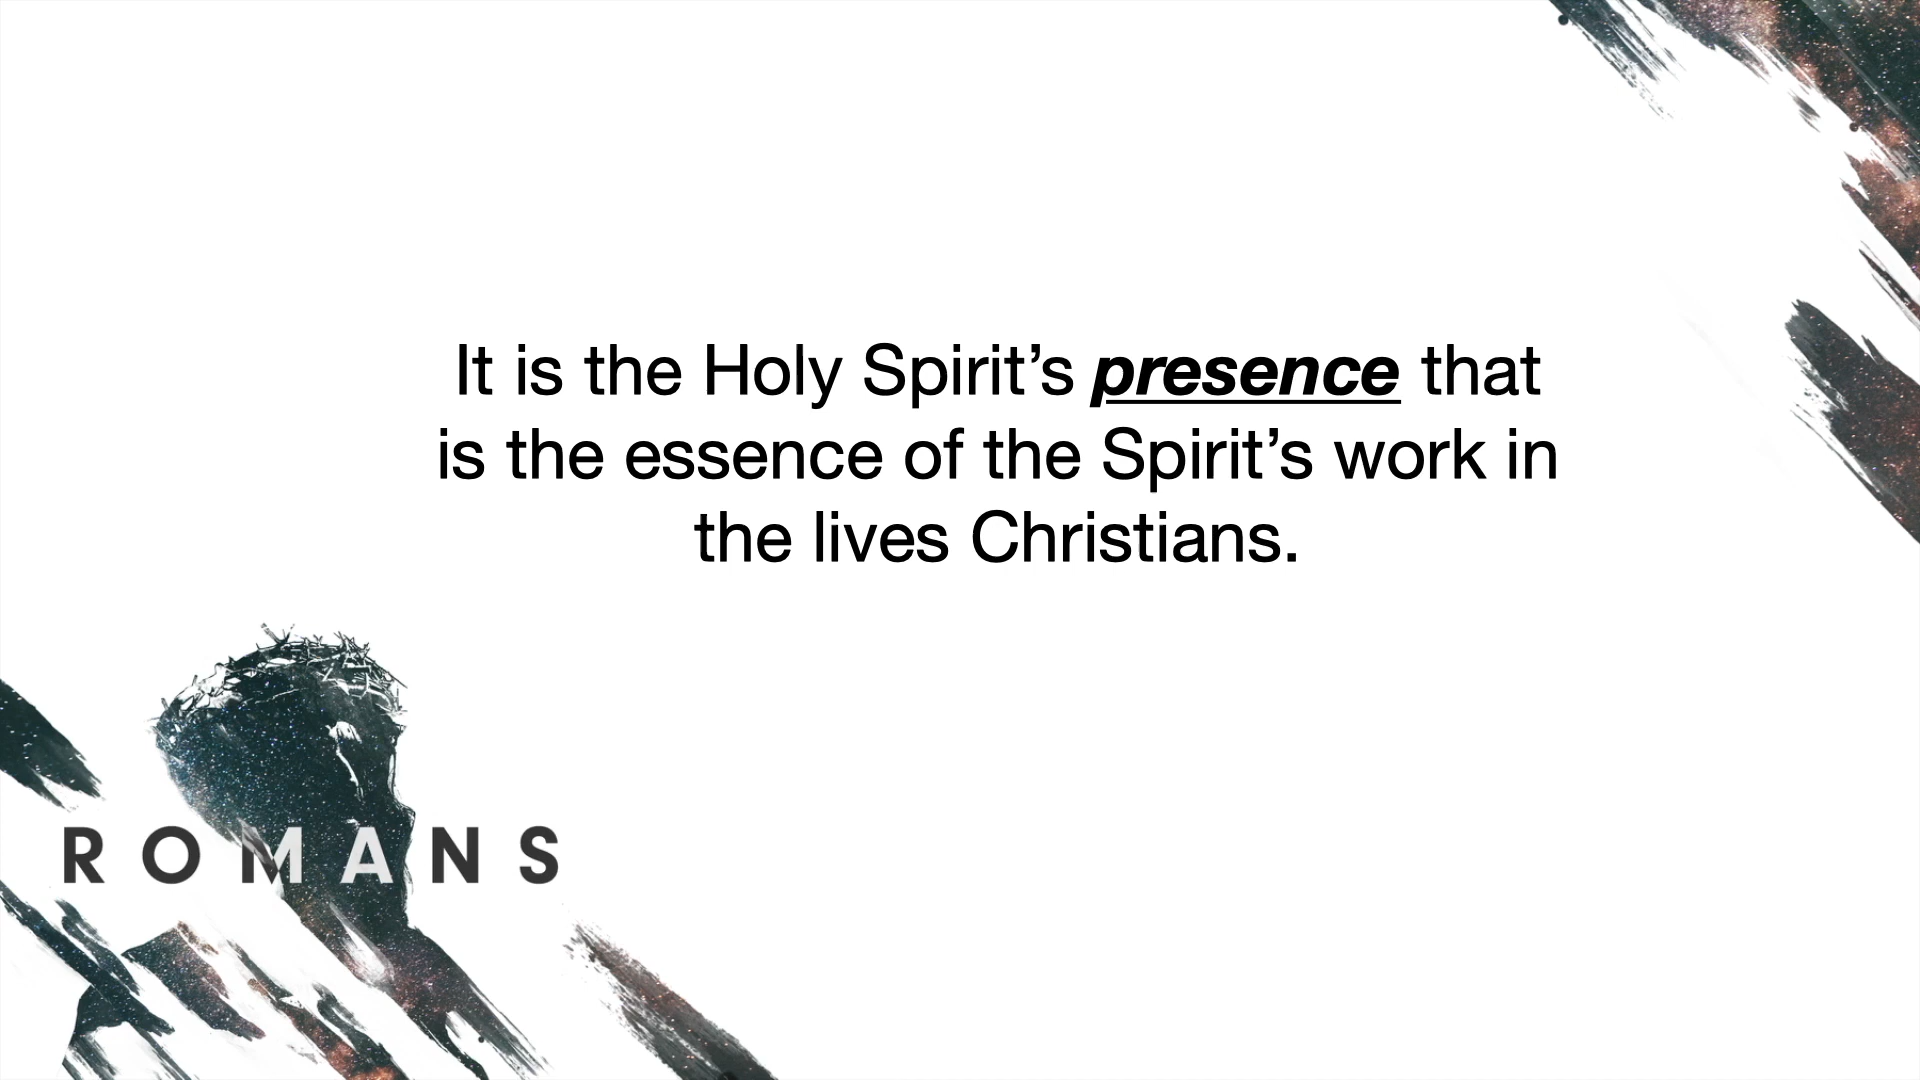 It is the Holy Spirit’s presence that
is the essence of the Spirit’s work in
the lives Christians.
ROMANS